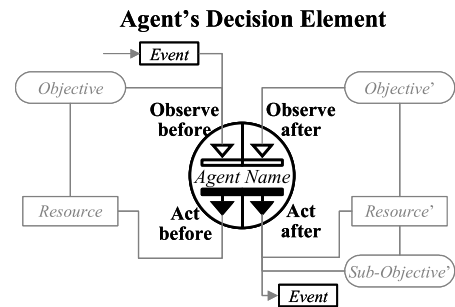 Agent's Decision Element
Event
Objective
Observe
before
Observe
after
Objective'
Agent Name
Resource
Act
before
Act
after
Resource'
Sub-Objective'
Event